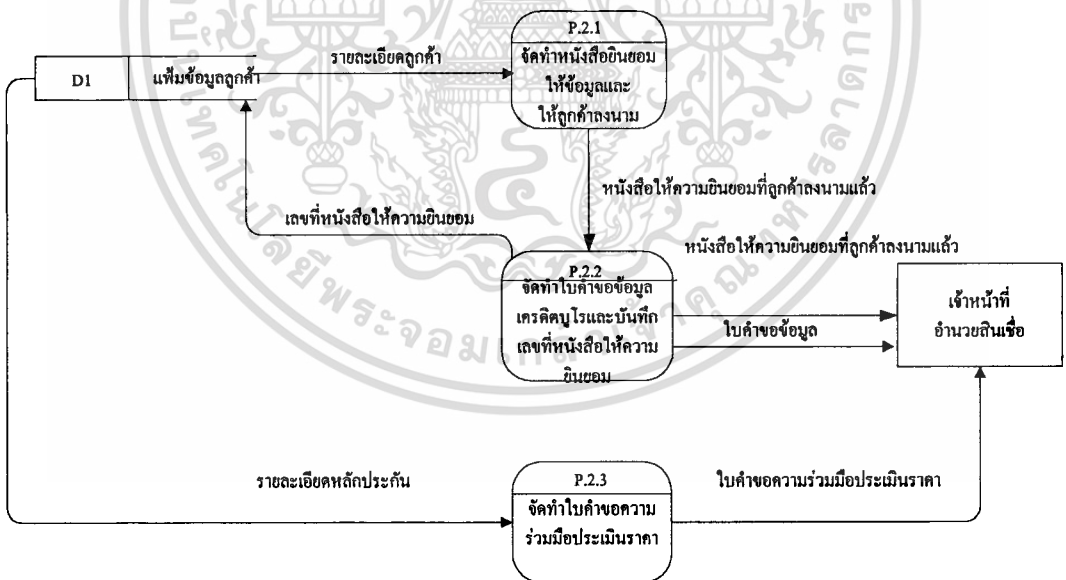 P.2.1
จัดทำหนังสือยินยอม
ให้ข้อมูลและ
ให้ลูกค้าลงนาม
รายละเอียดลูกค้า
D1
แฟ้มข้อมูลลูกค้า
หนังสือให้ความยินยอมที่ลูกค้าลงนามแล้ว
เลขที่หนังสือให้ความยินยอม
หนังสือให้ความยินยอมที่ลูกค้าลงนามแล้ว
P.2.2
จัดทำใบคำขอข้อมูล
เครดิตบูโรและบันทึก
เลขที่หนังสือให้ความ
ยินยอม
ใบคำขอข้อมูล
เจ้าหน้าที่
อำนวยสินเชื่อ
รายละเอียดหลักประกัน
P.2.3
จัดทำใบคำขอความ
ร่วมมือประเมินราคา
ใบคำขอความร่วมมือประเมินราคา